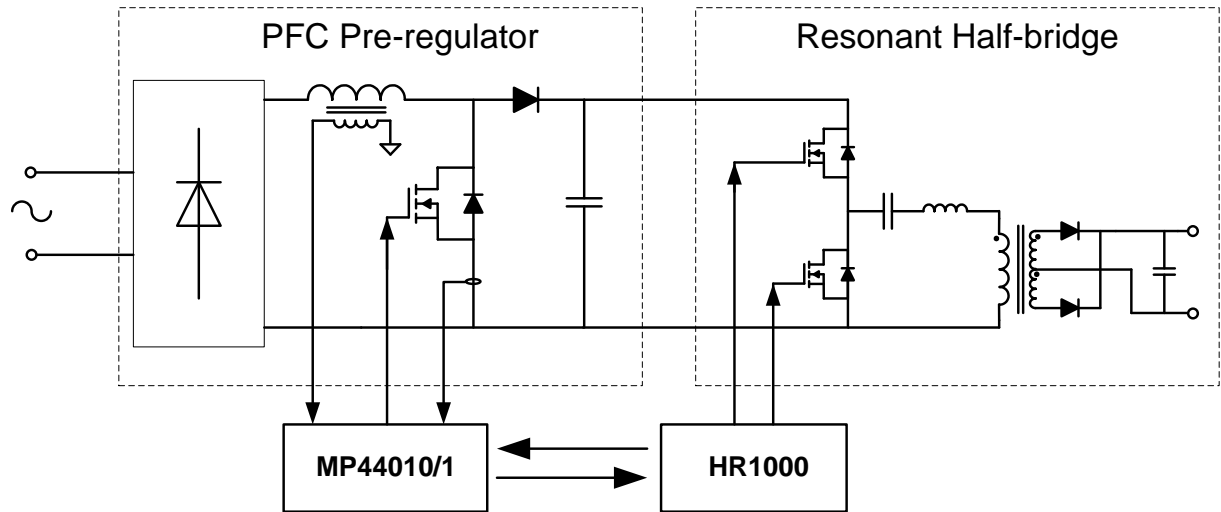 PFC Pre-regulator
Resonant Half-bridge
MP44010/1
HR1000